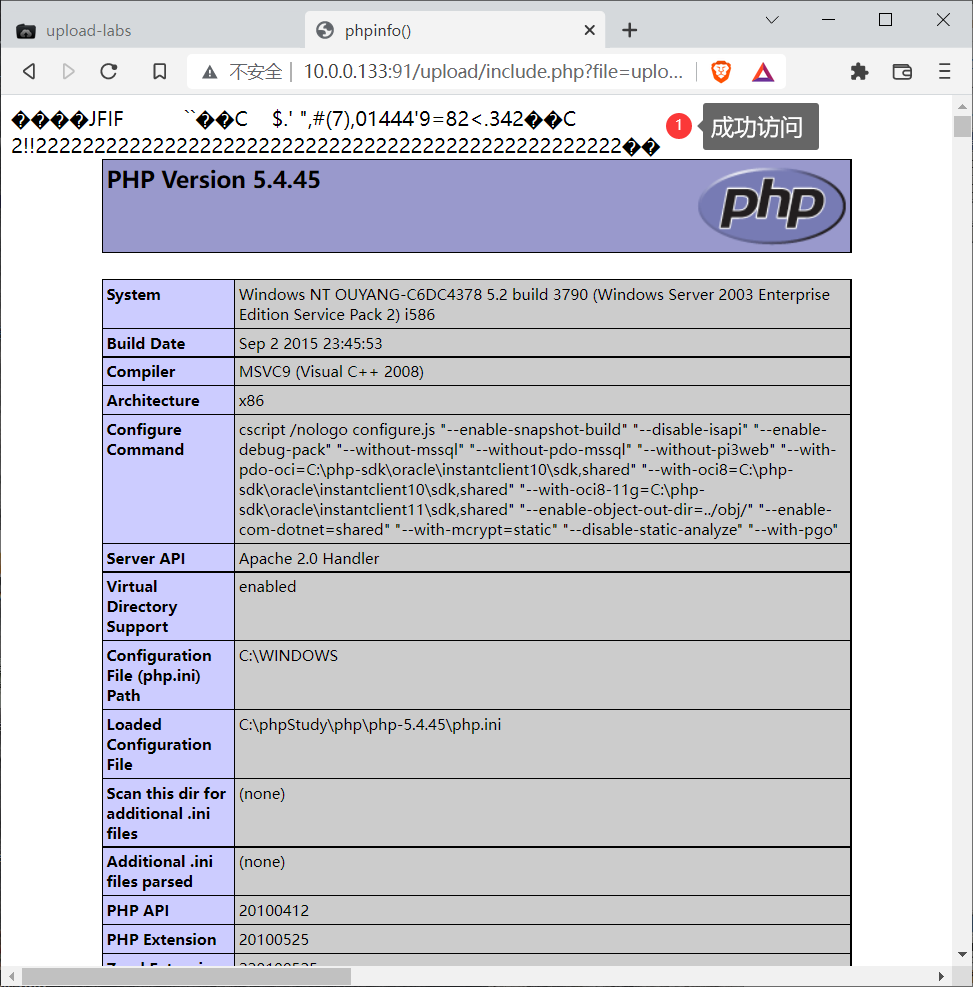 upload-labs
phpinfo()
不安全 10.0.0.133:91/upload/include.php?file=uplo...
����JFIF ``��C $.' ",#(7),01444'9=82<.342��C
1 成功访问
PHP Version 5.4.45
php
System Windows NT OUYANG-C6DC4378 5.2 build 3790 (Windows Server 2003 Enterprise
Edition Service Pack 2) i586
Build Date Sep 2 2015 23:45:53
Compiler MSVC9 (Visual C++ 2008)
Architecture x86
Configure cscript /nologo configure.js "--enable-snapshot-build" "--disable-isapi" "--enable-
Command debug-pack" "--without-mssql" "--without-pdo-mssql" "--without-pi3web" "--with-
pdo-oci=C:\php-sdk\oracle\instantclient10\sdk,shared" "--with-oci8=C:\php-
sdk\oracle\instantclient10\sdk,shared" "--with-oci8-11g=C:\php-
sdk\oracle\instantclient11\sdk,shared" "--enable-object-out-dir=../obj/" "--enable-
com-dotnet=shared" "--with-mcrypt=static" "--disable-static-analyze" "--with-pgo"
Server API Apache 2.0 Handler
Virtual enabled
Directory
Support
Configuration C:\WINDOWS
File (php.ini)
Path
Loaded C:\phpStudy\php\php-5.4.45\php.ini
Configuration
File
Scan this dir for (none)
additional .ini
files
Additional .ini (none)
files parsed
PHP API 20100412
PHP Extension 20100525